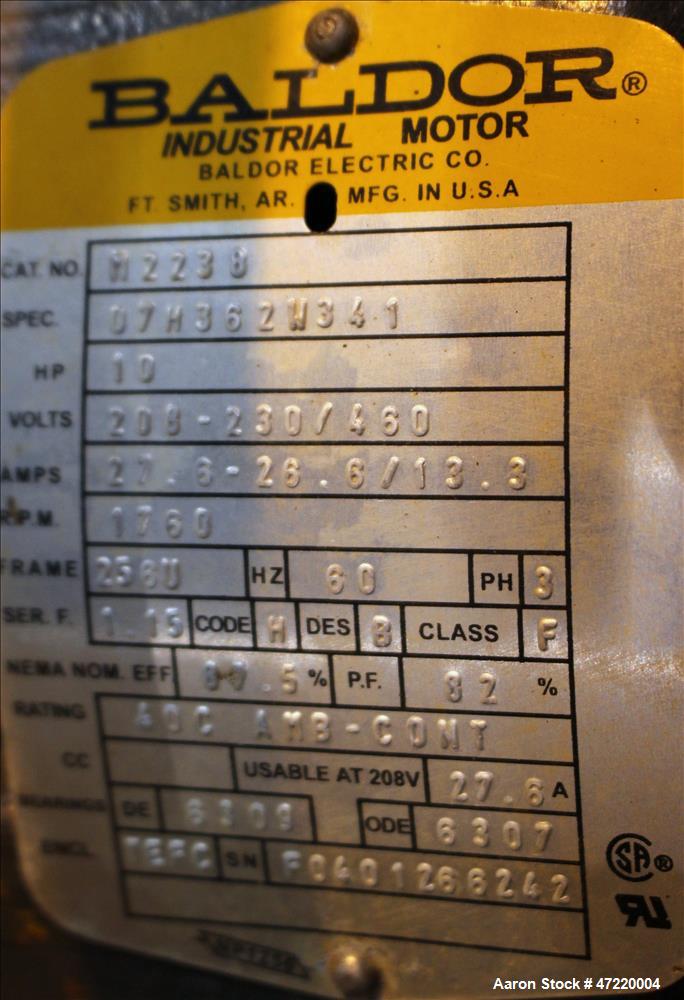 BALDOR®
INDUSTRIAL MOTOR
BALDOR ELECTRIC CO.
FT. SMITH, AR. MFG. IN U.S.A
CAT. NO. M2238
SPEC. 07H362W341
HP 10
VOLTS 208-230/460
AMPS 27.6-26.6/13.3
R.P.M. 1760
FRAME 256U HZ 60 PH 3
SER. F. 1.15 CODE H DES B CLASS F
NEMA NOM. EFF 87.5 % P.F. 82 %
RATING 40C AMB-CONT
CC USABLE AT 208V 27.6 A
BEARINGS DE 6309 ODE 6307
ENCL TEFC SN F0401266242
SA®
Aaron Stock # 47220004